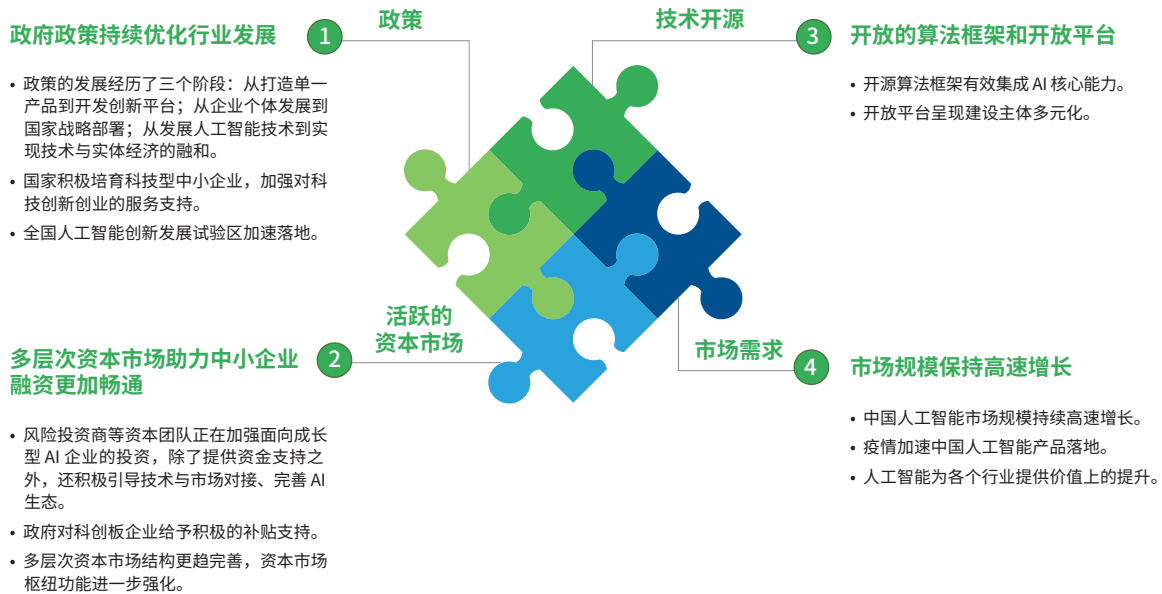 政策
政府政策持续优化行业发展
1
• 政策的发展经历了三个阶段：从打造单一
产品到开发创新平台；从企业个体发展到
国家战略部署；从发展人工智能技术到实
现技术与实体经济的融和。
• 国家积极培育科技型中小企业，加强对科
技创新创业的服务支持。
• 全国人工智能创新发展试验区加速落地。
活跃的
资本市场
多层次资本市场助力中小企业
融资更加畅通
2
• 风险投资商等资本团队正在加强面向成长
型 AI 企业的投资，除了提供资金支持之
外，还积极引导技术与市场对接、完善 AI
生态。
• 政府对科创板企业给予积极的补贴支持。
• 多层次资本市场结构更趋完善，资本市场
枢纽功能进一步强化。
技术开源
3
开放的算法框架和开放平台
• 开源算法框架有效集成 AI 核心能力。
• 开放平台呈现建设主体多元化。
市场需求
4
市场规模保持高速增长
• 中国人工智能市场规模持续高速增长。
• 疫情加速中国人工智能产品落地。
• 人工智能为各个行业提供价值上的提升。